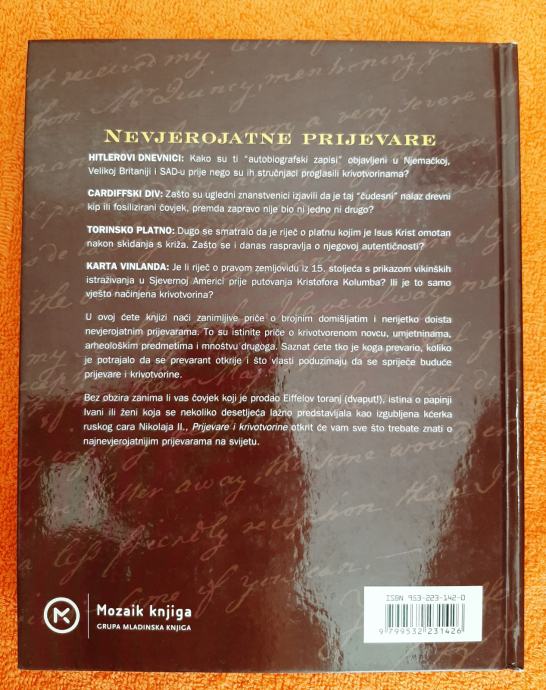 NEVJEROJATNE PRIJEVARE
HITLEROVI DNEVNICI: Kako su ti "autobiografski zapisi" objavljeni u Njemačkoj,
Velikoj Britaniji i SAD-u prije nego su ih stručnjaci proglasili krivotvorinama?
CARDIFFSKI DIV: Zašto su ugledni znanstvenici izjavili da je taj "čudesni" nalaz drevni
kip ili fosilizirani čovjek, premda zapravo nije bio ni jedno ni drugo?
TORINSKO PLATNO: Dugo se smatralo da je riječ o platnu kojim je Isus Krist omotan
nakon skidanja s križa. Zašto se i danas raspravlja o njegovoj autentičnosti?
KARTA VINLANDA: Je li riječ o pravom zemljovidu iz 15. stoljeća s prikazom vikinških
istraživanja u Sjevernoj Americi prije putovanja Kristofora Kolumba? Ili je to samo
vješto načinjena krivotvorina?
U ovoj ćete knjizi naći zanimljive priče o brojnim domišljatim i nerijetko doista
nevjerojatnim prijevarama. To su istinite priče o krivotvorenom novcu, umjetninama,
arheološkim predmetima i mnoštvu drugoga. Saznat ćete tko je koga prevario, koliko
je potrajalo da se prevarant otkrije i što vlasti poduzimaju da se spriječe buduće
prijevare i krivotvorine.
Bez obzira zanima li vas čovjek koji je prodao Eiffelov toranj (dvaput!), istina o papinji
Ivani ili ženi koja se nekoliko desetljeća lažno predstavljala kao izgubljena kćerka
ruskog cara Nikolaja II., Prijevare i krivotvorine otkrit će vam sve što trebate znati o
najnevjerojatnijim prijevarama na svijetu.
Mozaik knjiga
GRUPA MLADINSKA KNJIGA
ISBN 953-223-142-0
9 799532 231426